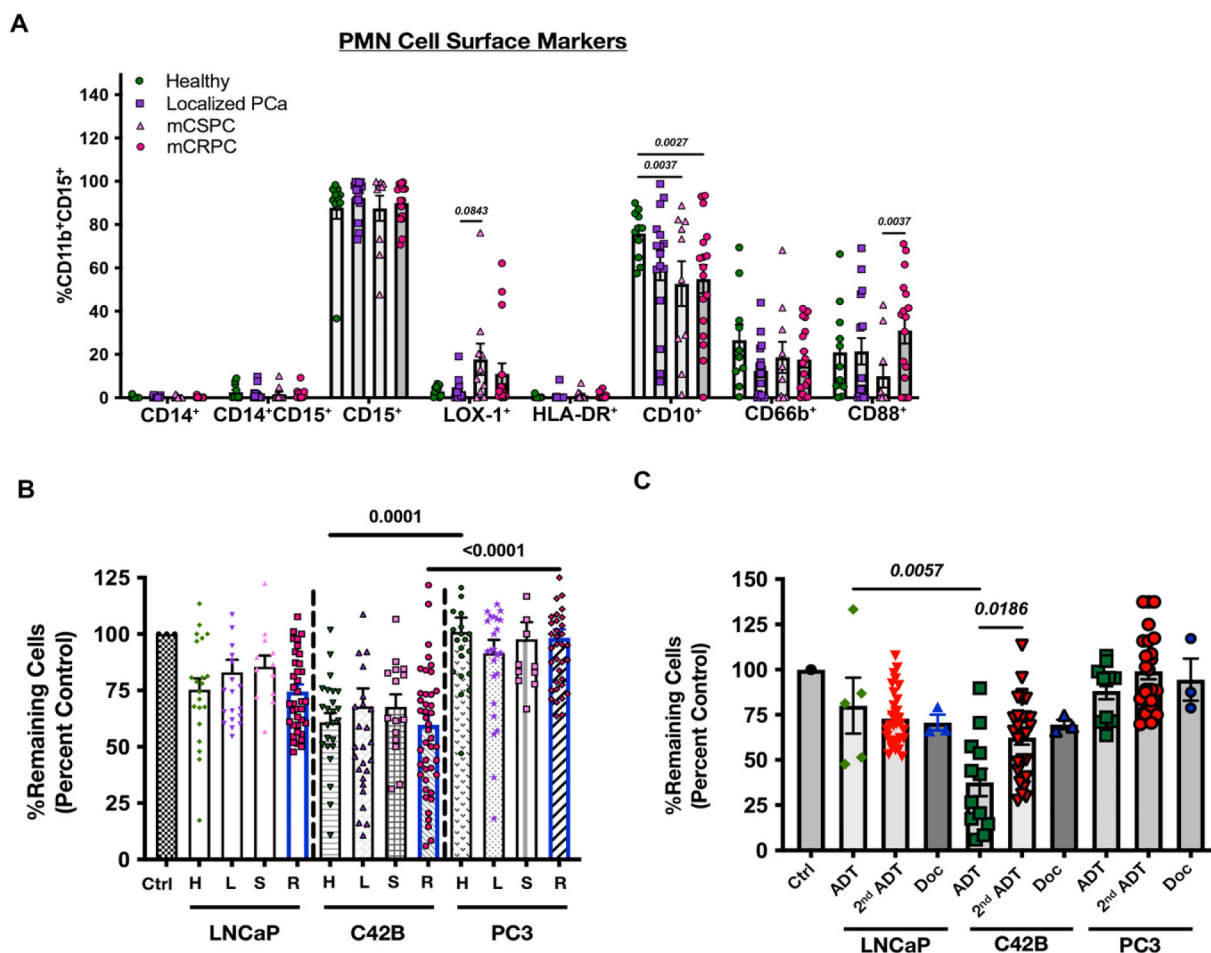 A
PMN Cell Surface Markers
Healthy
Localized PCa
mCSPC
mCRPC
%CD11b⁺CD15⁺
140
120
100
80
60
40
20
0
0.0843
0.0027
0.0037
0.0037
CD14⁺ CD14⁺CD15⁺ CD15⁺ LOX-1⁺ HLA-DR⁺ CD10⁺ CD66b⁺ CD88⁺
B
0.0001
<0.0001
%Remaining Cells
(Percent Control)
125
100
75
50
25
0
Ctrl H L S R H L S R H L S R
LNCaP C42B PC3
C
0.0057
0.0186
%Remaining Cells
(Percent Control)
150
125
100
75
50
25
0
Ctrl ADT 2nd ADT Doc ADT 2nd ADT Doc ADT 2nd ADT Doc
LNCaP C42B PC3